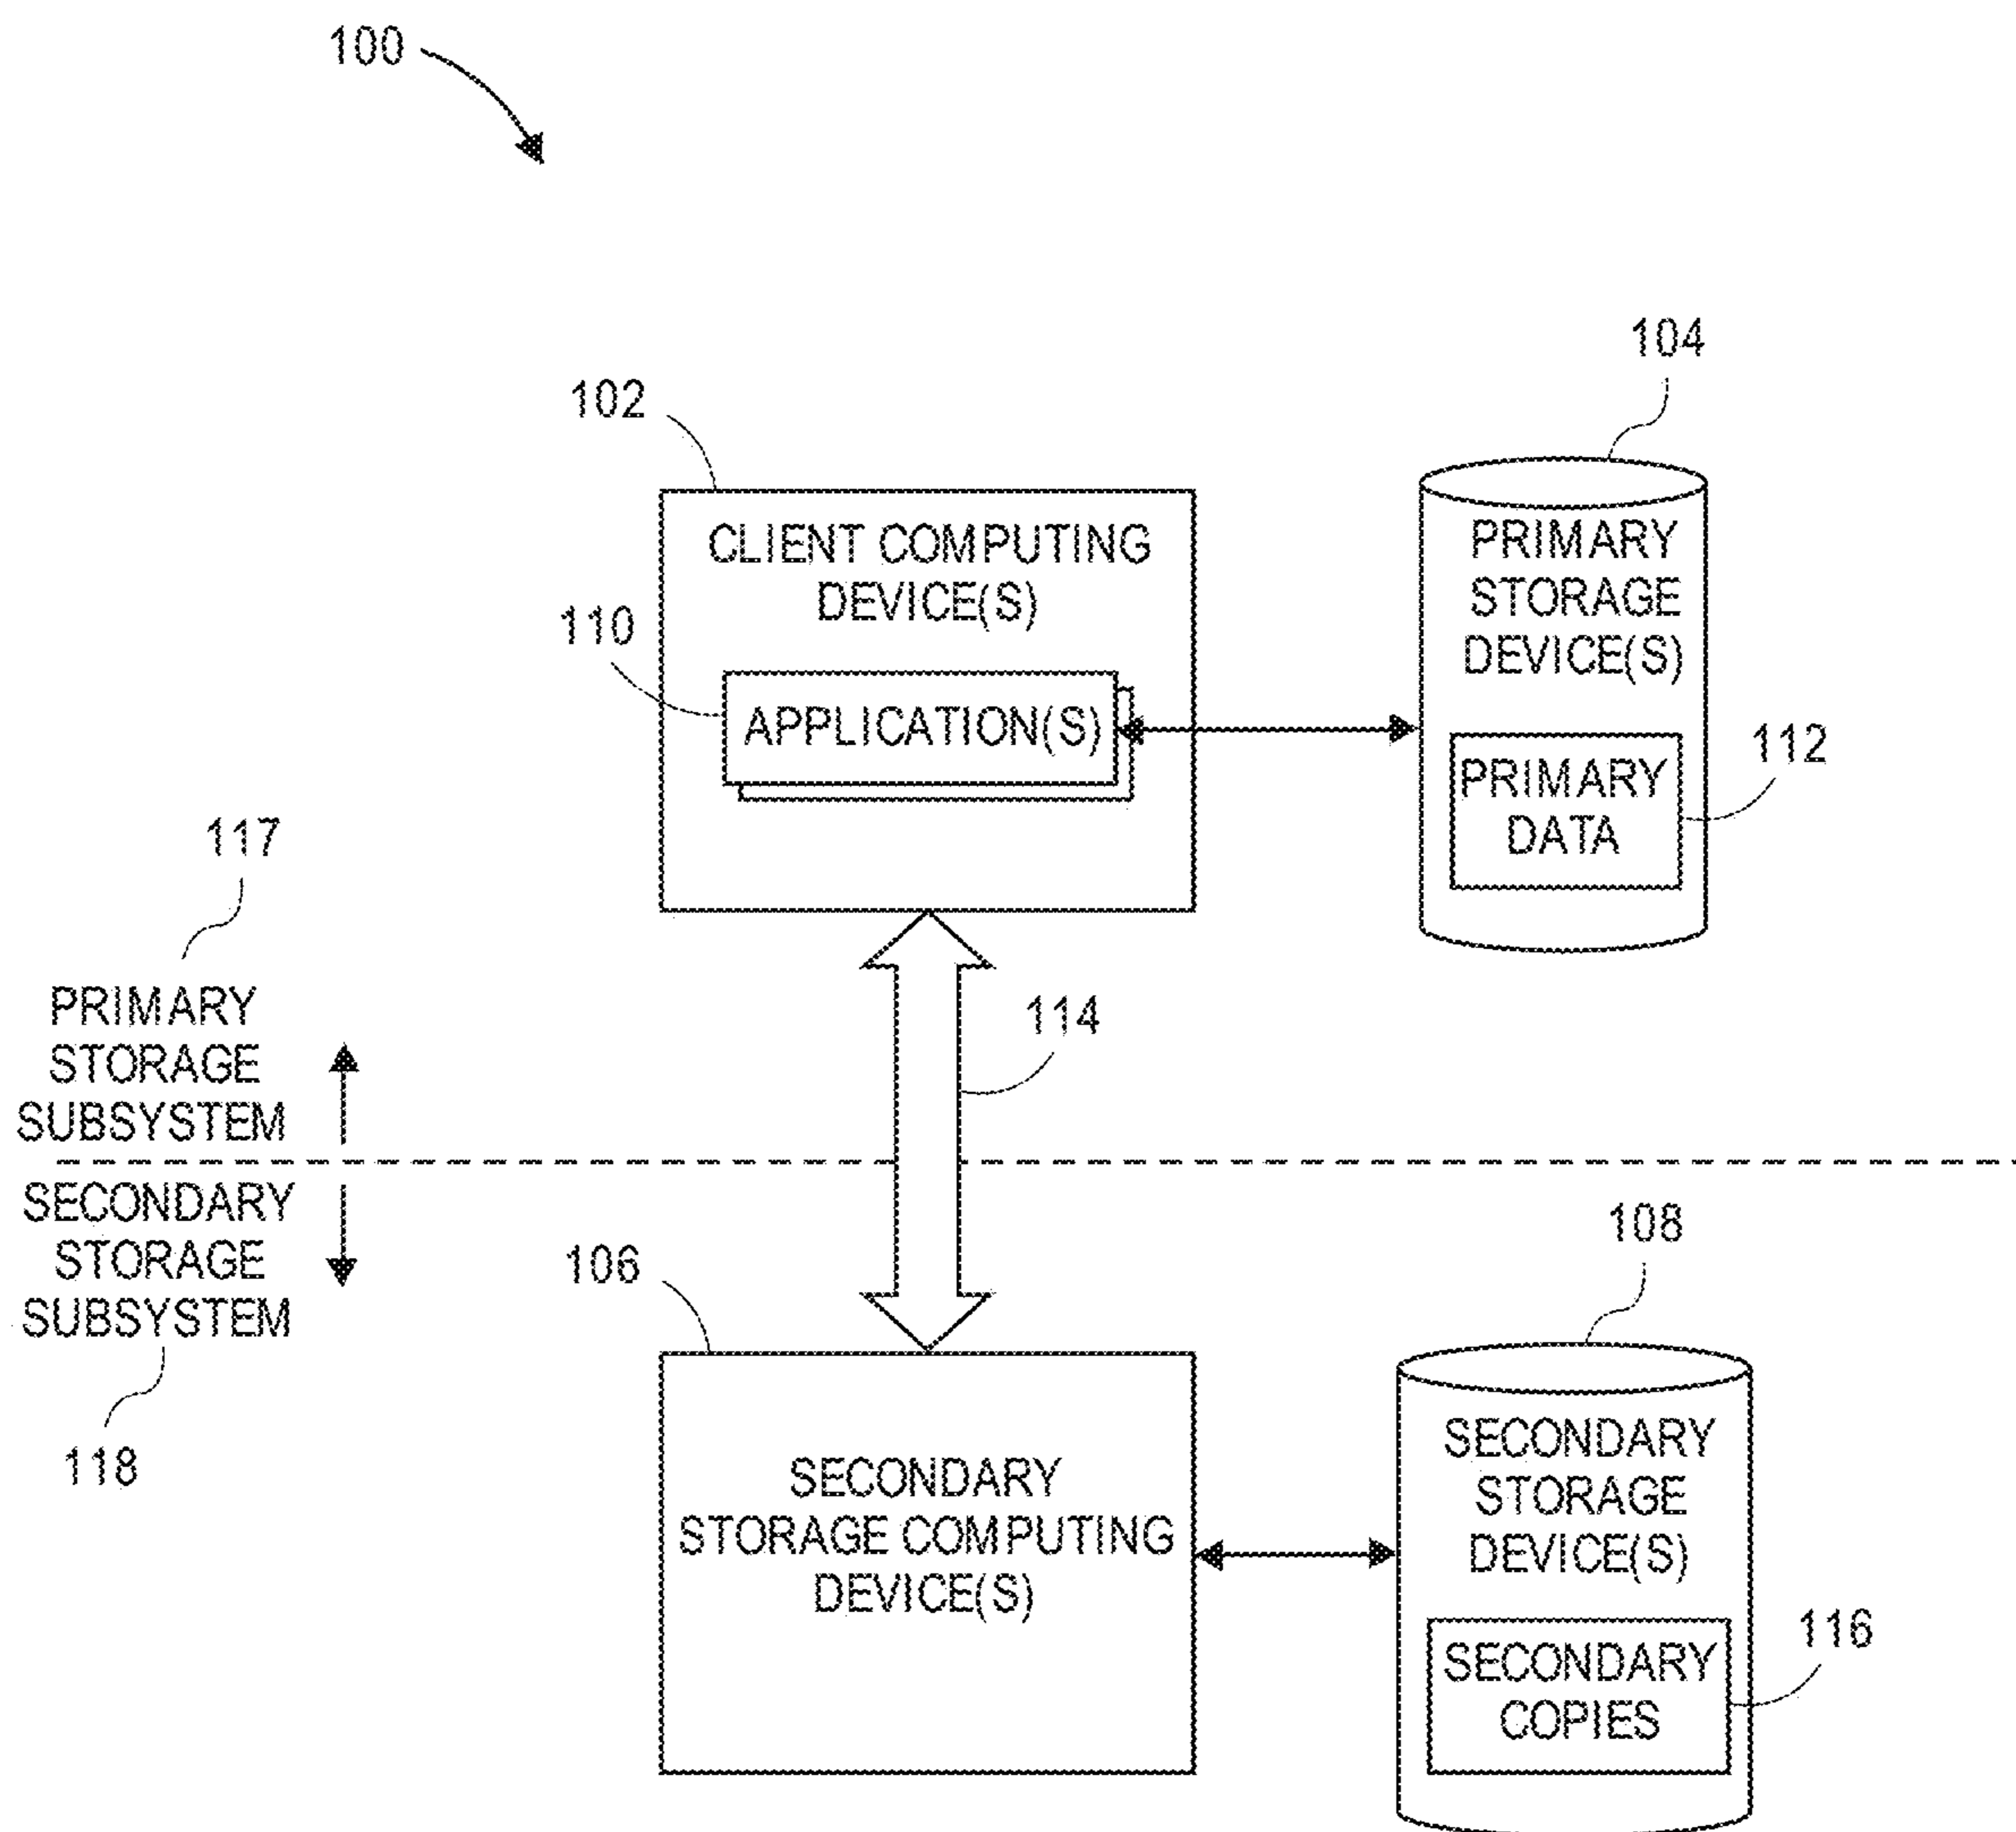 100
104
102
CLIENT COMPUTING
DEVICE(S)
PRIMARY
STORAGE
DEVICE(S)
110
APPLICATION(S)
112
PRIMARY
DATA
117
PRIMARY
STORAGE
SUBSYSTEM
114
SECONDARY
STORAGE
SUBSYSTEM
118
106
108
SECONDARY
STORAGE COMPUTING
DEVICE(S)
SECONDARY
STORAGE
DEVICE(S)
116
SECONDARY
COPIES